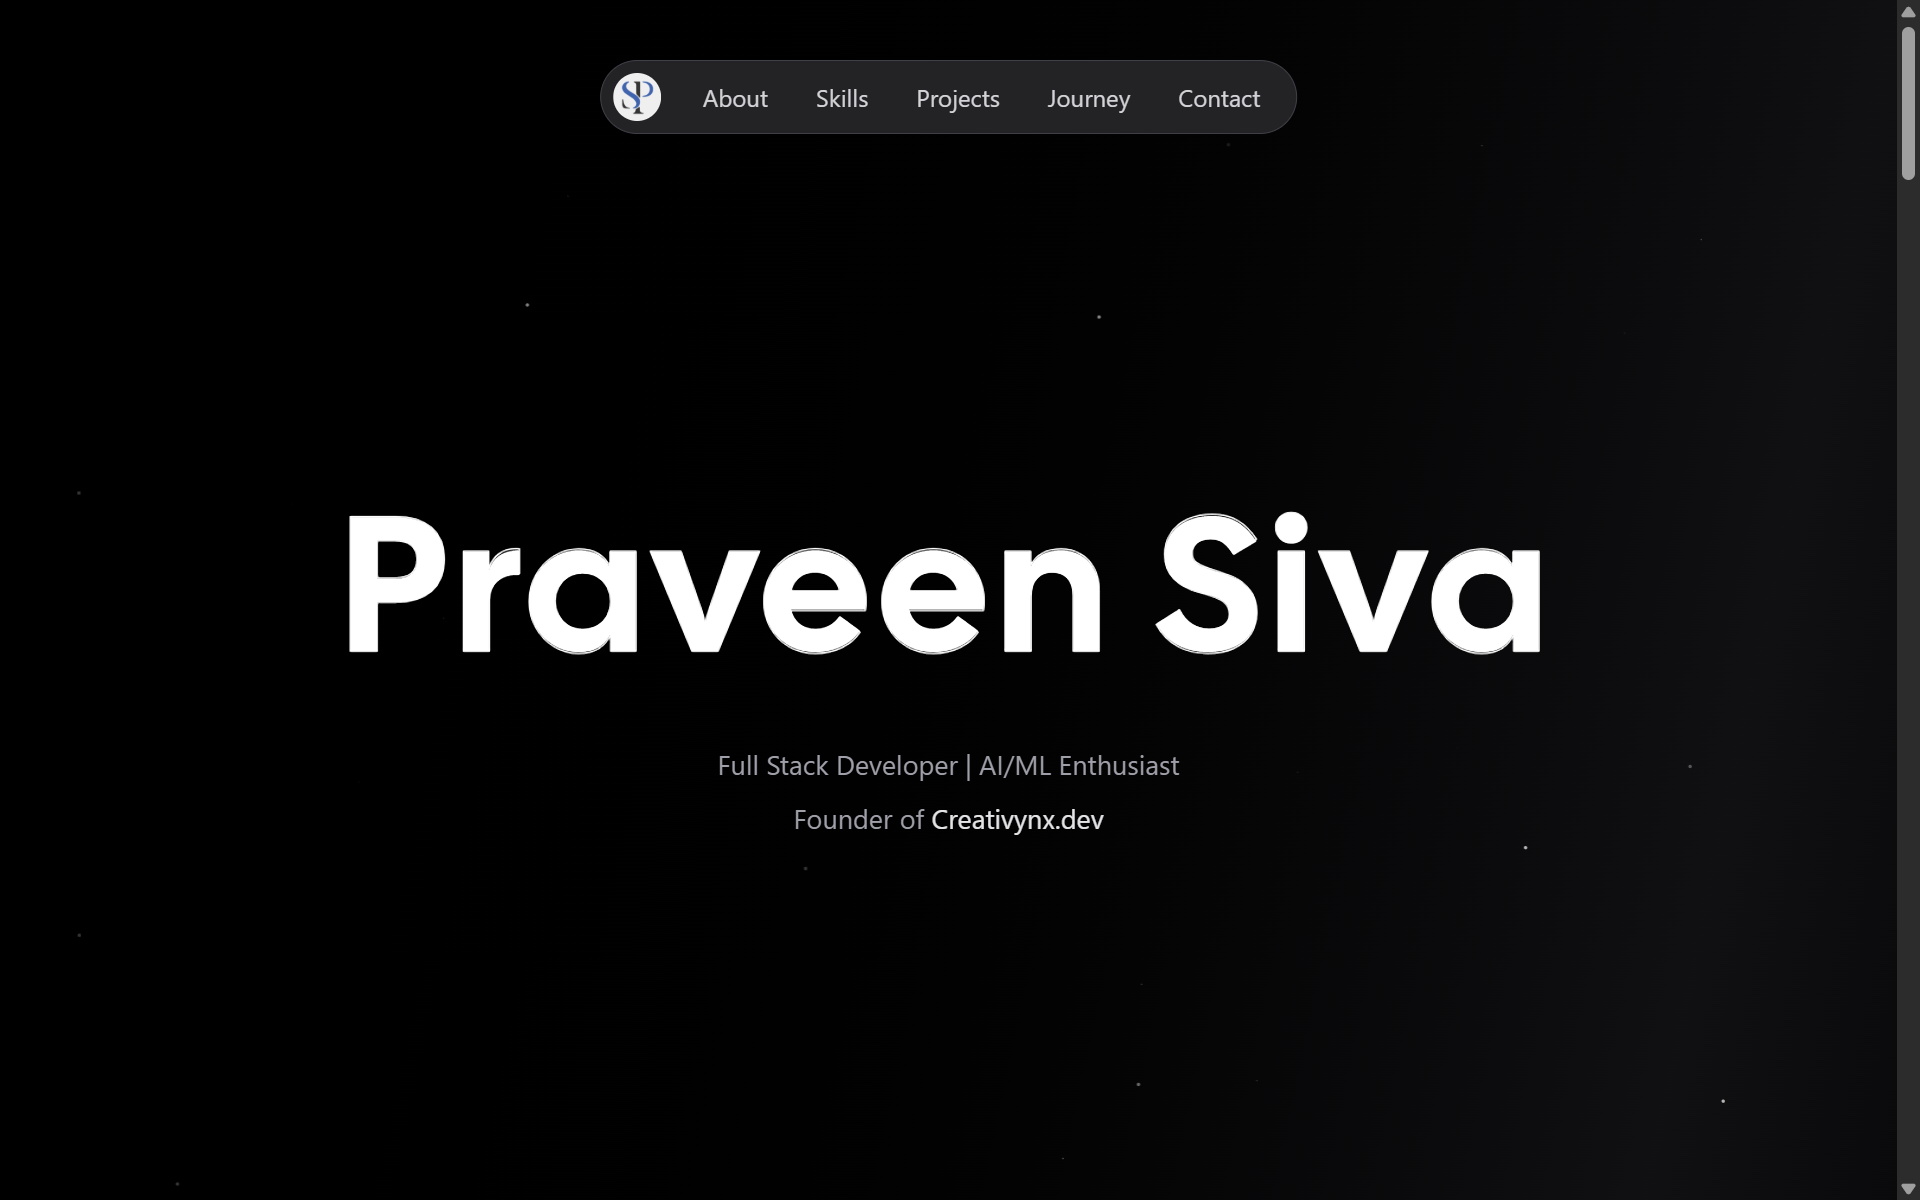 SP About Skills Projects Journey Contact
Praveen Siva
Full Stack Developer | AI/ML Enthusiast
Founder of Creativynx.dev